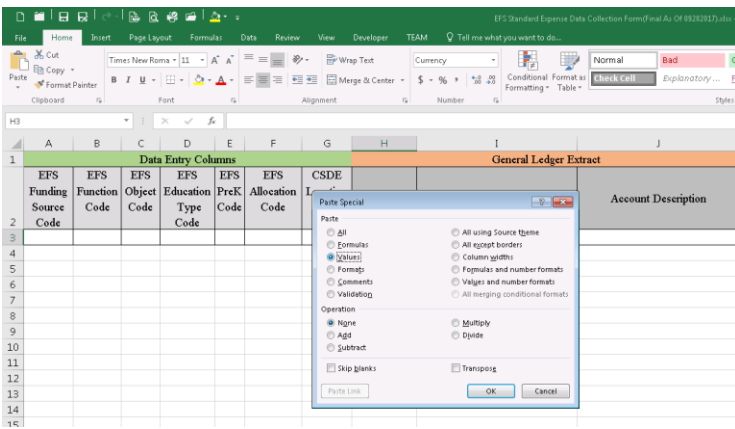 EFS Standard Expense Data Collection Form(Final As Of 09282017).xlsx -
File Home Insert Page Layout Formulas Data Review View Developer TEAM Tell me what you want to do...
Cut
Copy
Format Painter
Paste
Clipboard
Times New Roma 11
B I U
Font
Wrap Text
Merge & Center
Alignment
Currency
$ % ,
Number
Conditional Formatting
Format as Table
Normal Bad
Check Cell Explanatory ...
Styles
H3 fx
A B C D E F G H I J
1 Data Entry Columns General Ledger Extract
2
EFS Funding Source Code
EFS Function Code
EFS Object Code
EFS Education Type Code
EFS PreK Code
EFS Allocation Code
CSDE
Account Description
3
4
5
6
7
8
9
10
11
12
13
14
15
Paste Special
Paste
All All using Source theme
Formulas All except borders
Values Column widths
Formats Formulas and number formats
Comments Values and number formats
Validation All merging conditional formats
Operation
None Multiply
Add Divide
Subtract
Skip blanks Transpose
Paste Link OK Cancel